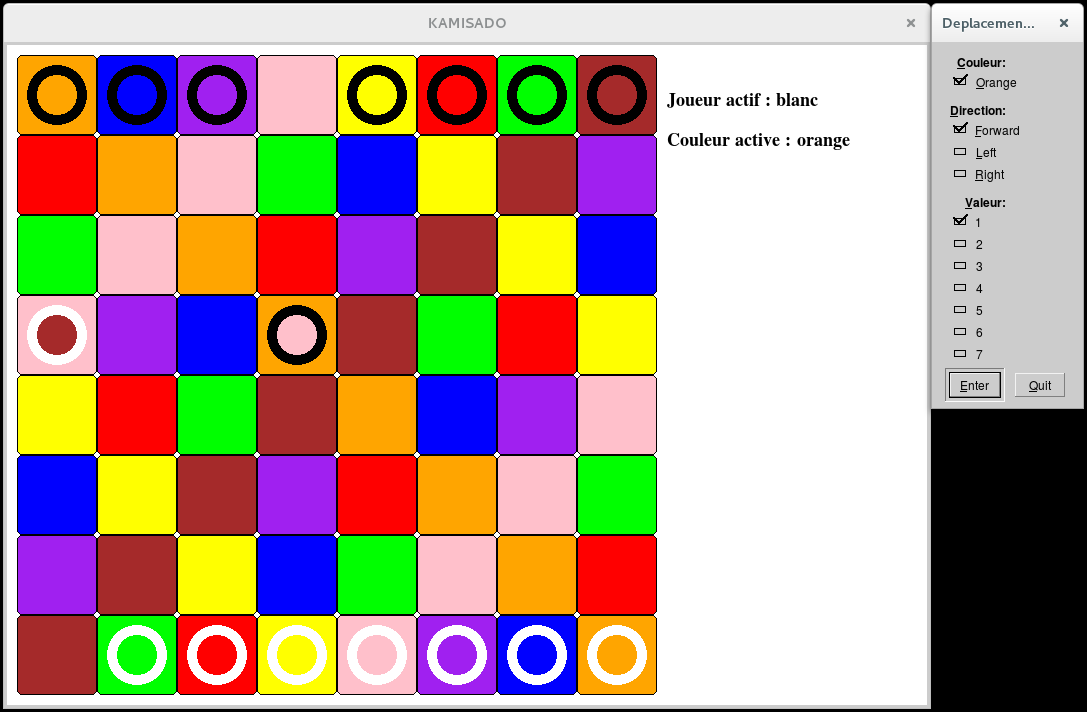 KAMISADO
Joueur actif : blanc
Couleur active : orange
Deplacemen...
Couleur:
Orange
Direction:
Forward
Left
Right
Valeur:
1
2
3
4
5
6
7
Enter Quit